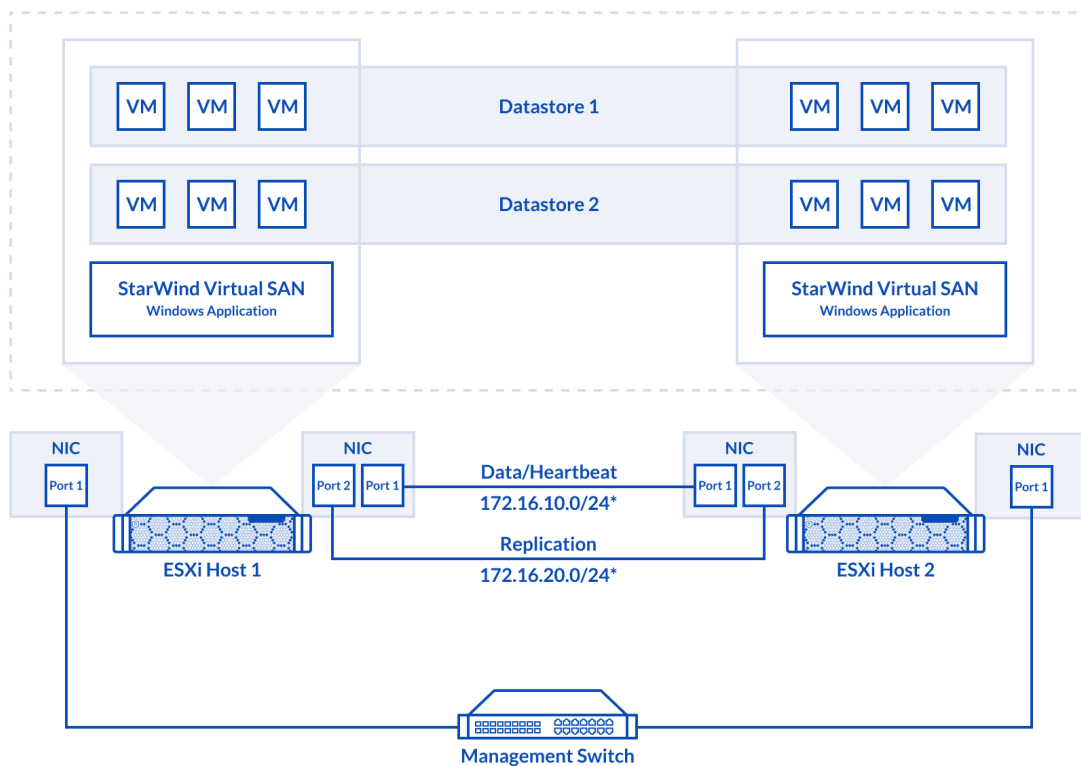 VM VM VM Datastore 1 VM VM VM
VM VM VM Datastore 2 VM VM VM
StarWind Virtual SAN
Windows Application
StarWind Virtual SAN
Windows Application
NIC
Port 1
NIC
Port 2 Port 1
Data/Heartbeat
172.16.10.0/24*
NIC
Port 1 Port 2
NIC
Port 1
Replication
172.16.20.0/24*
ESXi Host 1
ESXi Host 2
Management Switch